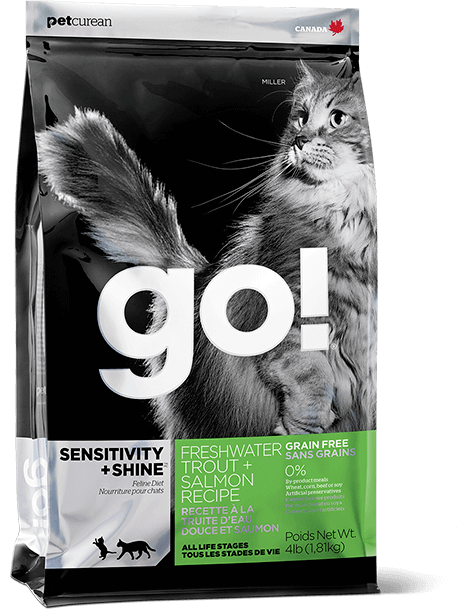 petcurean
CANADA
MILLER
go!
SENSITIVITY
+SHINE
Feline Diet
Nourriture pour chats
FRESHWATER
TROUT +
SALMON
RECIPE
RECETTE À LA
TRUITE D'EAU
DOUCE ET SAUMON
ALL LIFE STAGES
TOUS LES STADES DE VIE
GRAIN FREE
SANS GRAINS
0%
By-product meals
Wheat, corn, beef or soy
Artificial preservatives
Poids Net Wt.
4lb (1,81kg)